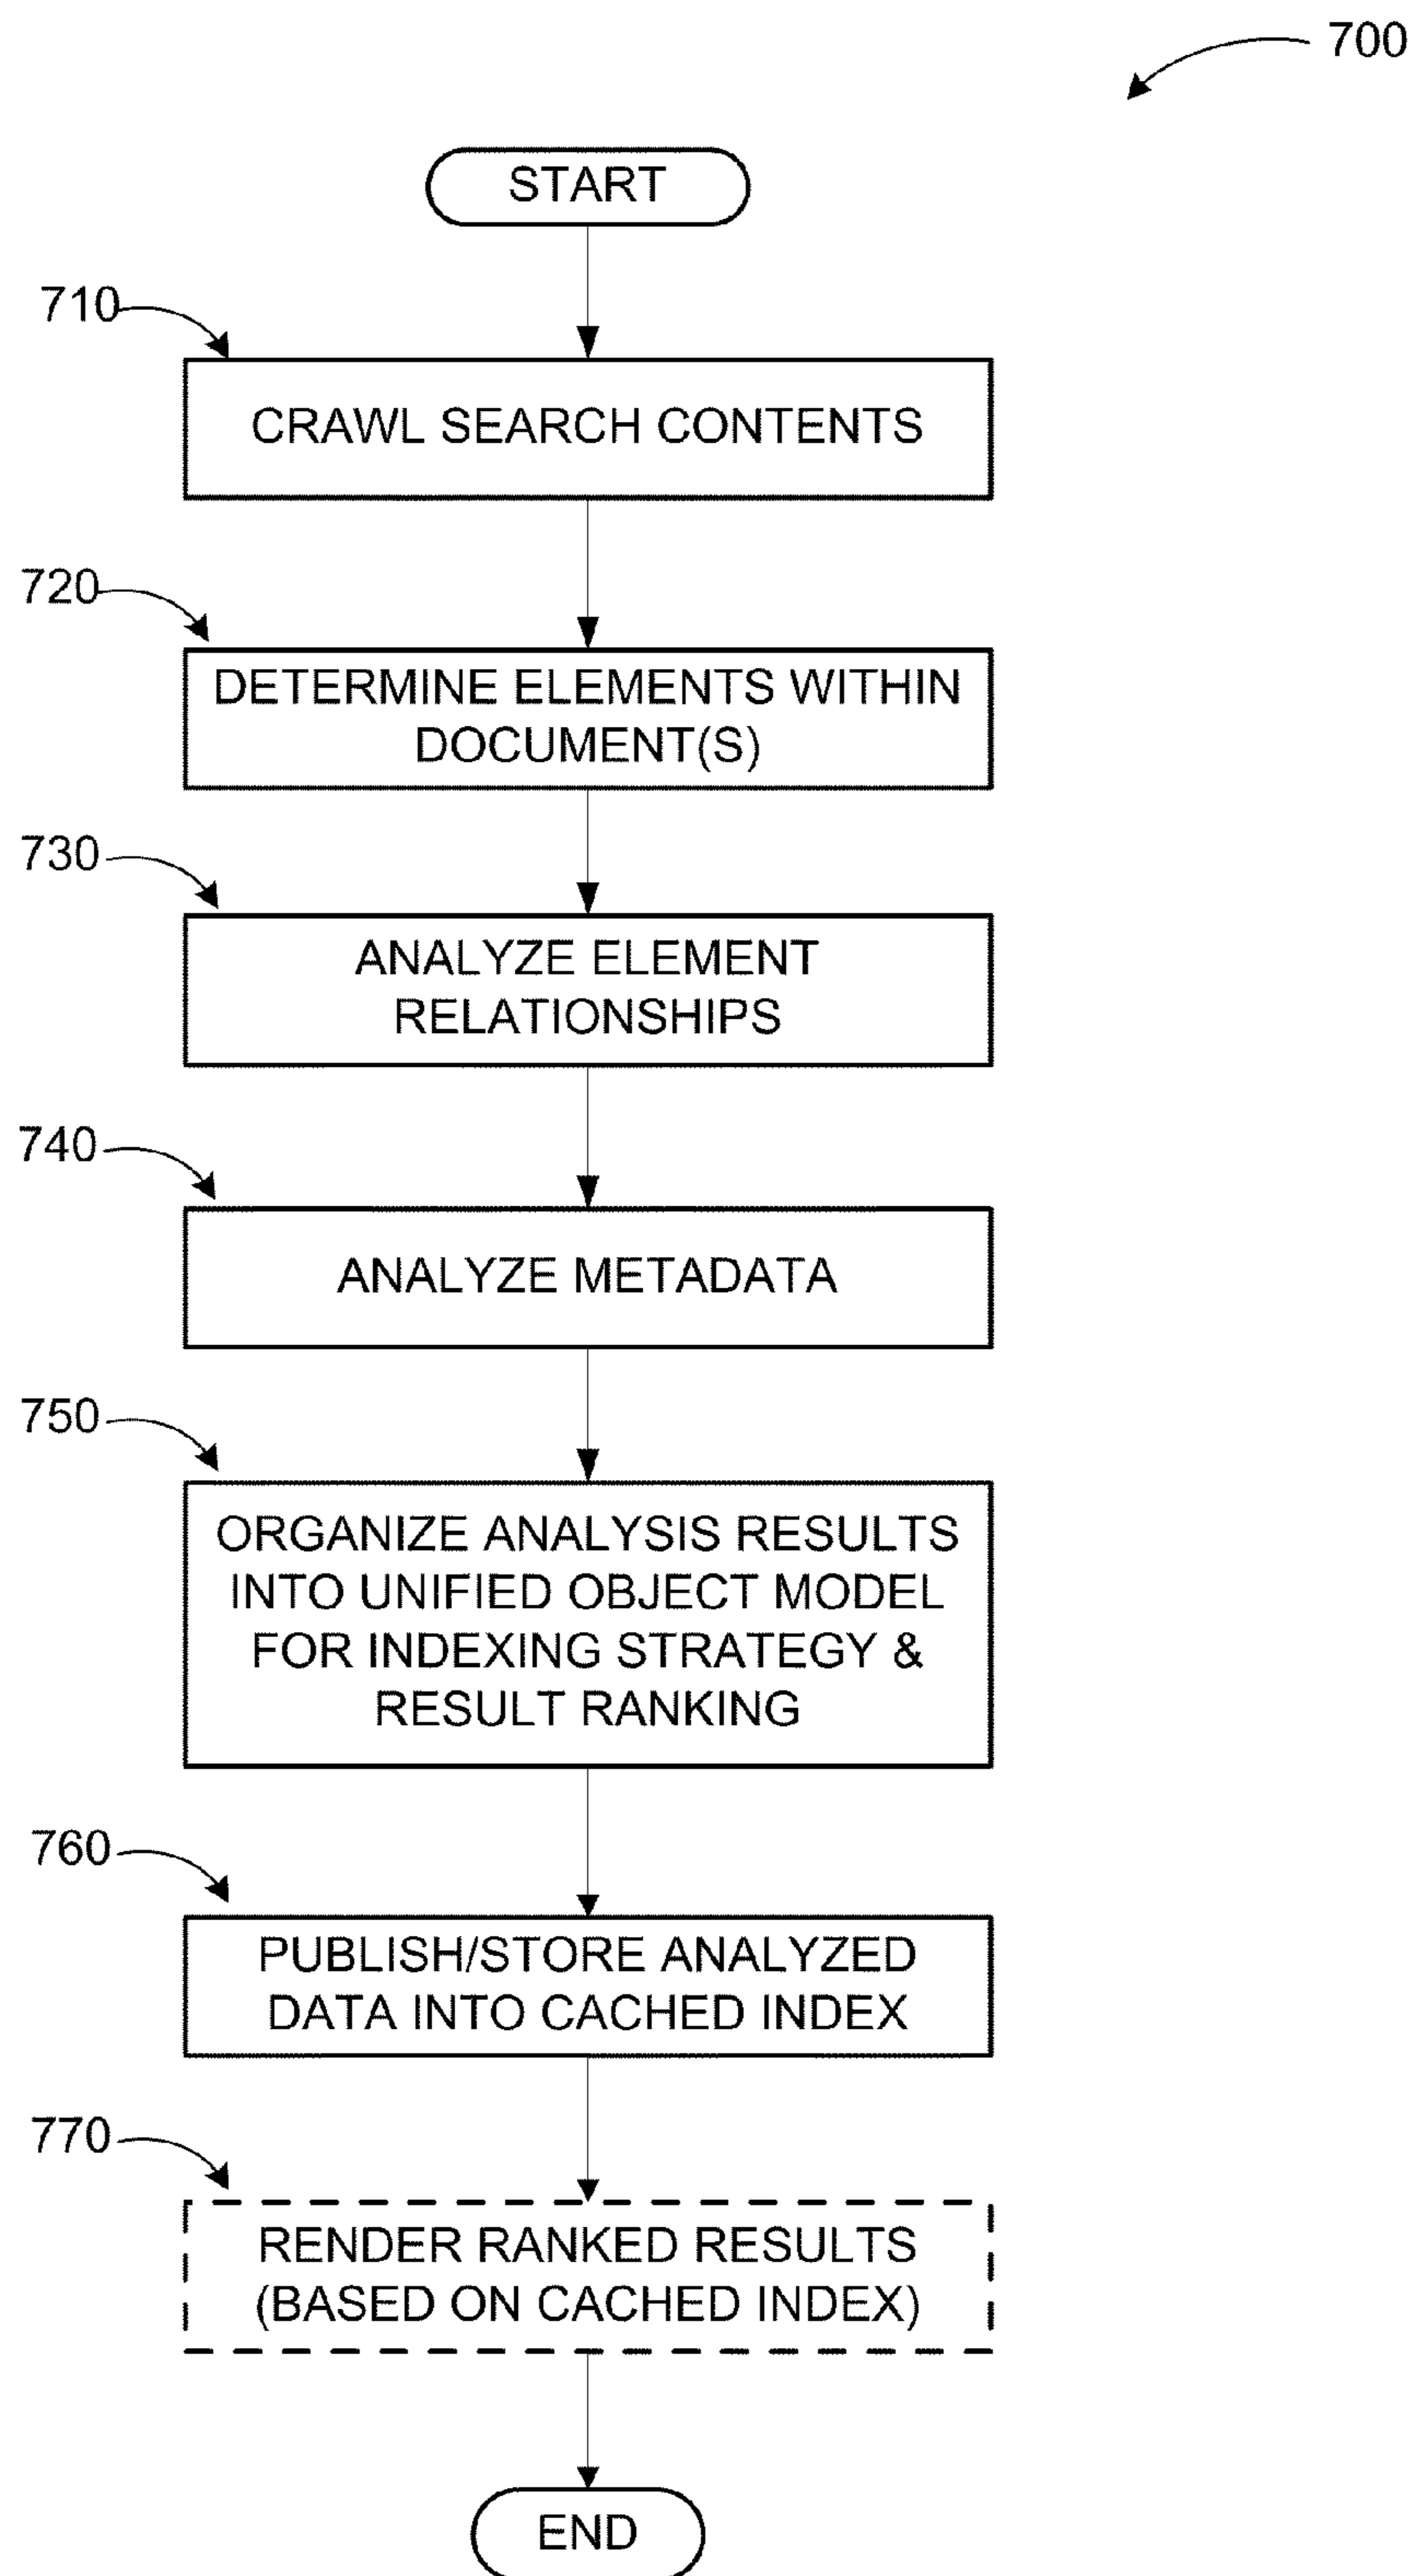 700
START
710
CRAWL SEARCH CONTENTS
720
DETERMINE ELEMENTS WITHIN
DOCUMENT(S)
730
ANALYZE ELEMENT
RELATIONSHIPS
740
ANALYZE METADATA
750
ORGANIZE ANALYSIS RESULTS
INTO UNIFIED OBJECT MODEL
FOR INDEXING STRATEGY &
RESULT RANKING
760
PUBLISH/STORE ANALYZED
DATA INTO CACHED INDEX
770
RENDER RANKED RESULTS
(BASED ON CACHED INDEX)
END